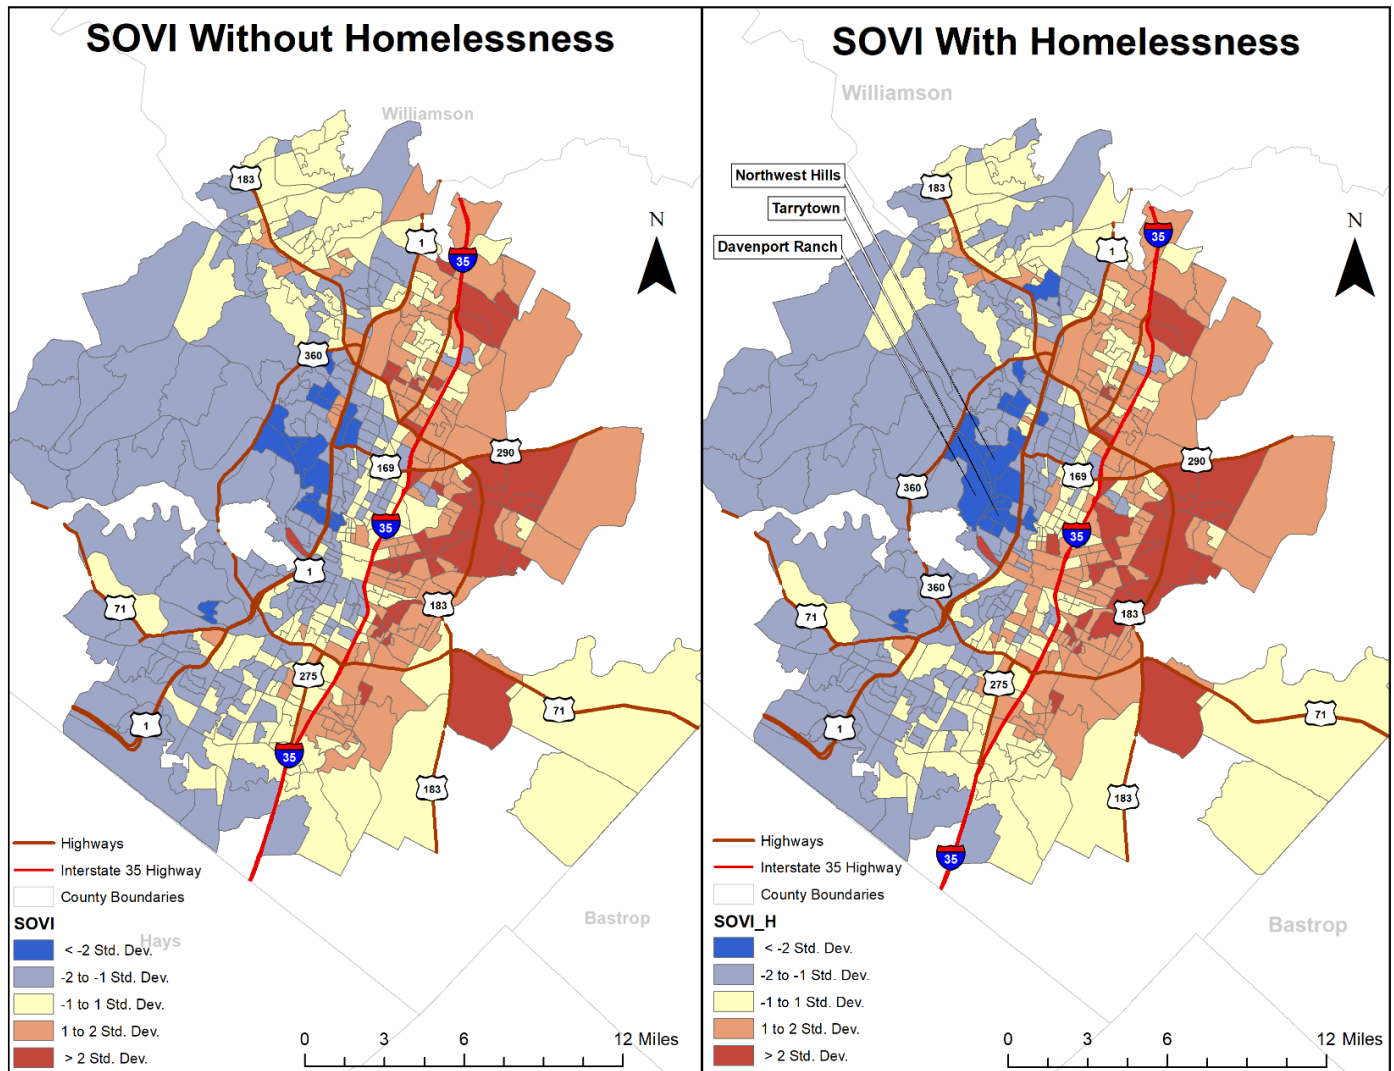 SOVI Without Homelessness
Williamson
183
N
1
35
360
290
169
35
1
183
71
275
71
1
35
183
Highways
Interstate 35 Highway
County Boundaries
SOVI
Hays
Bastrop
< -2 Std. Dev.
-2 to -1 Std. Dev.
-1 to 1 Std. Dev.
1 to 2 Std. Dev.
> 2 Std. Dev.
0 3 6 12 Miles
SOVI With Homelessness
Williamson
Northwest Hills
183
Tarrytown
N
Davenport Ranch
35
1
290
169
360
35
360
183
71
275
71
1
183
35
Highways
Interstate 35 Highway
County Boundaries
SOVI_H
Bastrop
< -2 Std. Dev.
-2 to -1 Std. Dev.
-1 to 1 Std. Dev.
1 to 2 Std. Dev.
> 2 Std. Dev.
0 3 6 12 Miles